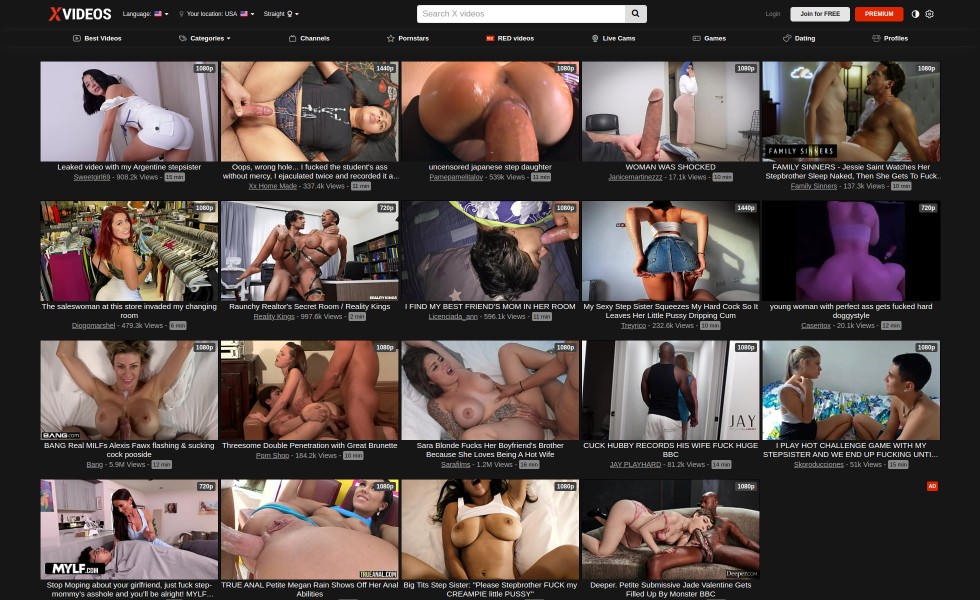 XVIDEOS
Language:
Your location: USA
Straight
Search X videos
Login
Join for FREE
PREMIUM
Best Videos
Categories
Channels
Pornstars
RED videos
Live Cams
Games
Dating
Profiles
1080p
1440p
1080p
1080p
1080p
FAMILY SINNERS
Leaked video with my Argentine stepsister
Sweetgirl69 - 908.2k Views - 15 min
Oops, wrong hole... I fucked the student's ass
without mercy, I ejaculated twice and recorded it a...
Xx Home Made - 337.4k Views - 11 min
uncensored japanese step daughter
Pamepamelitalov - 539k Views - 11 min
WOMAN WAS SHOCKED
Janicemartinezzz - 17.1k Views - 10 min
FAMILY SINNERS - Jessie Saint Watches Her
Stepbrother Sleep Naked, Then She Gets To Fuck..
Family Sinners - 137.3k Views - 10 min
1080p
720p
1080p
1440p
720p
REALITY KINGS
The saleswoman at this store invaded my changing
room
Diogomarshel - 479.3k Views - 6 min
Raunchy Realtor's Secret Room / Reality Kings
Reality Kings - 997.6k Views - 2 min
I FIND MY BEST FRIEND'S MOM IN HER ROOM
Licenciada_ann - 596.1k Views - 11 min
My Sexy Step Sister Squeezes My Hard Cock So It
Leaves Her Little Pussy Dripping Cum
Treyrico - 232.6k Views - 10 min
young woman with perfect ass gets fucked hard
doggystyle
Caseritos - 20.1k Views - 12 min
1080p
1080p
1080p
1080p
1080p
BANG.com
JAY
BANG Real MILFs Alexis Fawx flashing & sucking
cock pooside
Bang - 5.9M Views - 12 min
Threesome Double Penetration with Great Brunette
Porn Shop - 184.2k Views - 10 min
Sara Blonde Fucks Her Boyfriend's Brother
Because She Loves Being A Hot Wife
Sarafilms - 1.2M Views - 16 min
CUCK HUBBY RECORDS HIS WIFE FUCK HUGE
BBC
JAY PLAYHARD - 81.2k Views - 14 min
I PLAY HOT CHALLENGE GAME WITH MY
STEPSISTER AND WE END UP FUCKING UNTI...
Skproducciones - 51k Views - 15 min
720p
1080p
1080p
1080p
AD
MYLF.COM
TRUEANAL.COM
Deeper.com
Stop Moping about your girlfriend, just fuck step-
mommy's asshole and you'll be alright! MYLF...
TRUE ANAL Petite Megan Rain Shows Off Her Anal
Abilities
Big Tits Step Sister: "Please Stepbrother FUCK my
CREAMPIE little PUSSY"
Deeper. Petite Submissive Jade Valentine Gets
Filled Up By Monster BBC